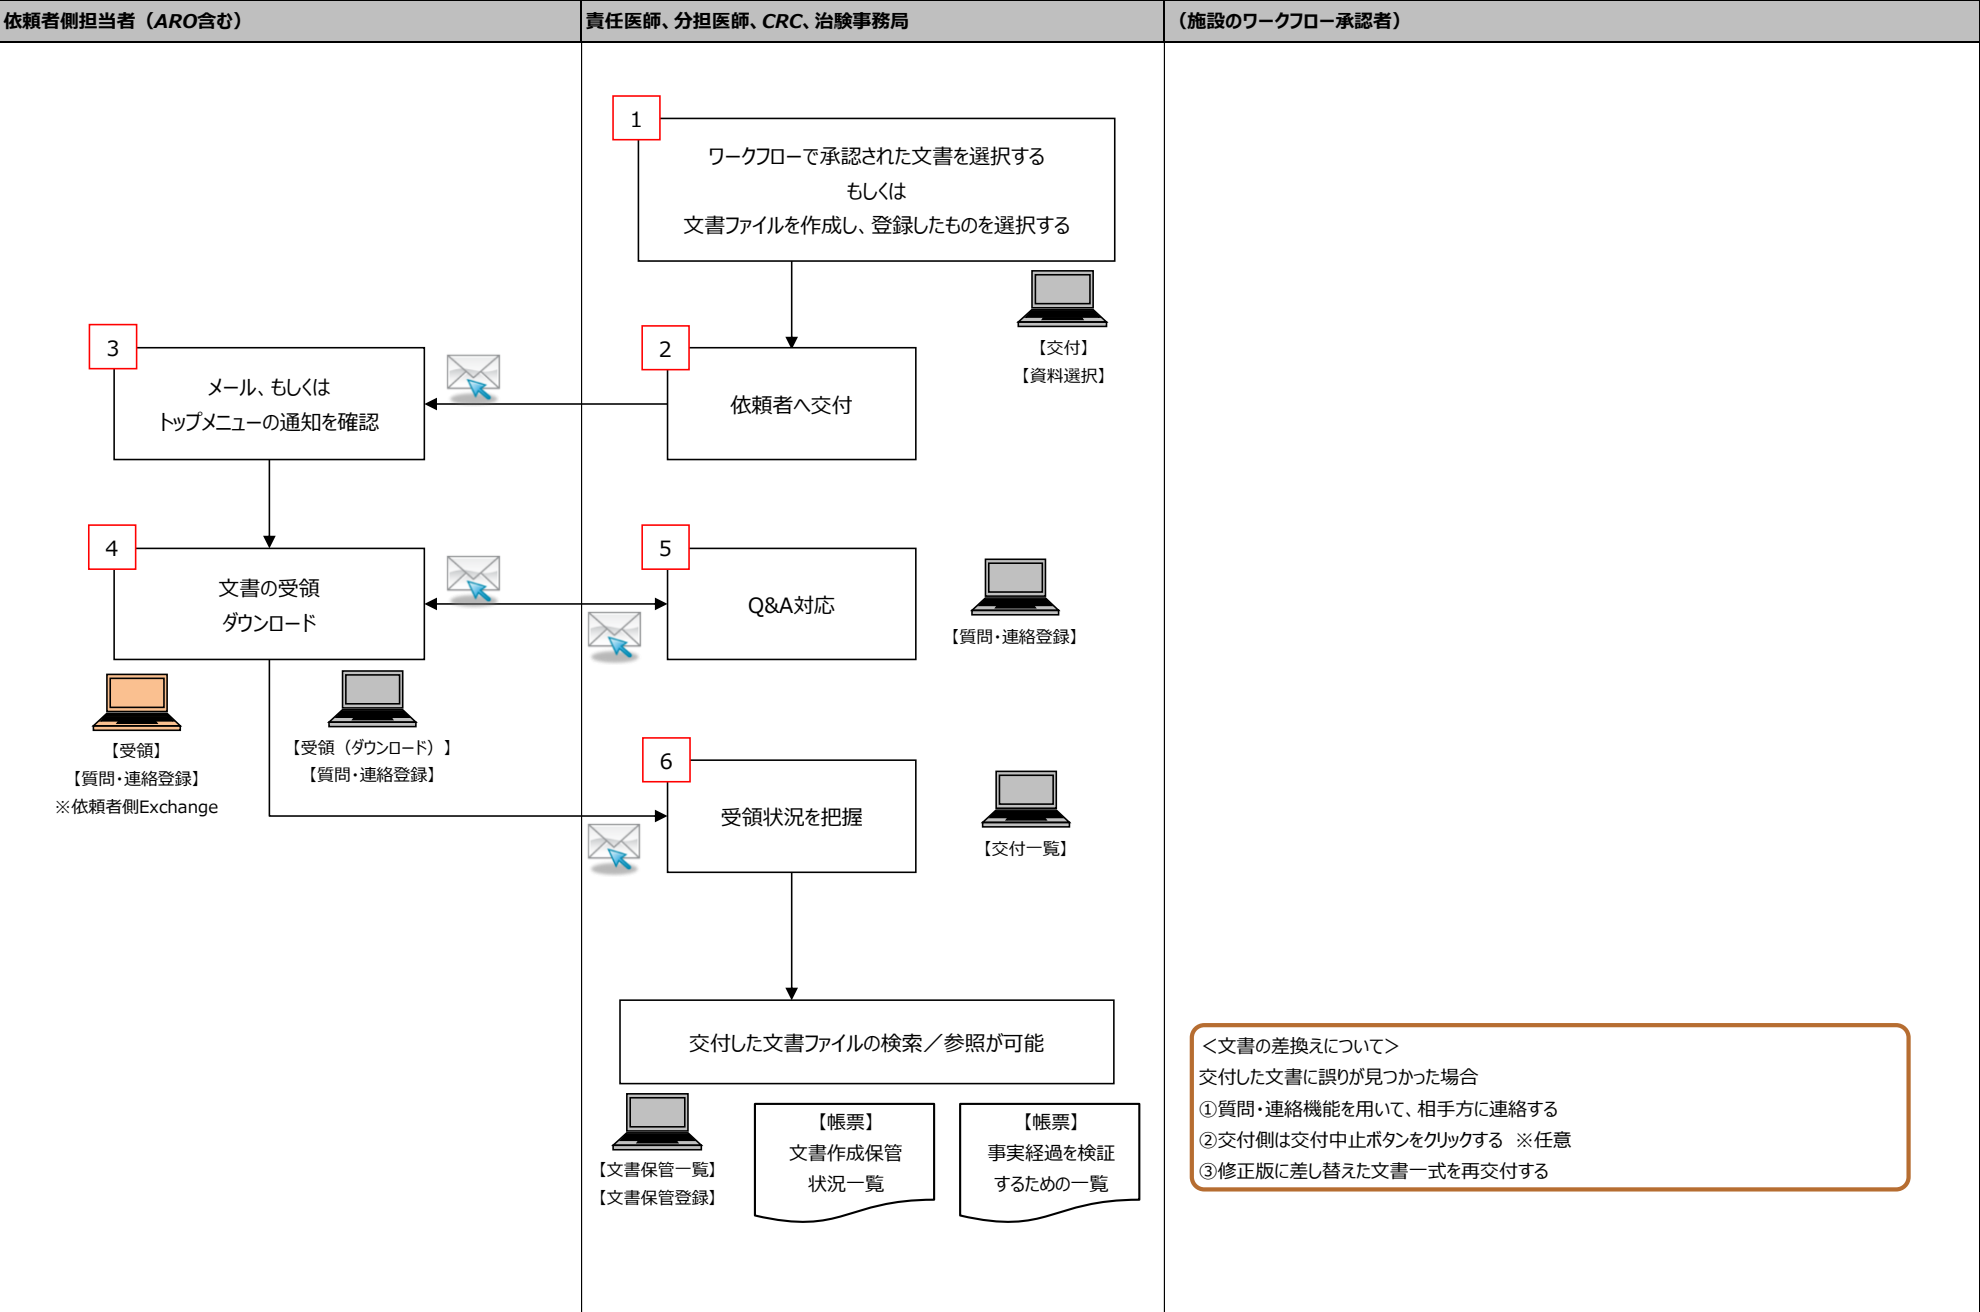 依頼者側担当者（ARO含む）
責任医師、分担医師、CRC、治験事務局
（施設のワークフロー承認者）
1
ワークフローで承認された文書を選択する
もしくは
文書ファイルを作成し、登録したものを選択する
【交付】
【資料選択】
2
依頼者へ交付
3
メール、もしくは
トップメニューの通知を確認
4
文書の受領
ダウンロード
5
Q&A対応
【質問・連絡登録】
【受領】
【質問・連絡登録】
※依頼者側Exchange
【受領（ダウンロード）】
【質問・連絡登録】
6
受領状況を把握
【交付一覧】
交付した文書ファイルの検索／参照が可能
【文書保管一覧】
【文書保管登録】
【帳票】
文書作成保管
状況一覧
【帳票】
事実経過を検証
するための一覧
＜文書の差換えについて＞
交付した文書に誤りが見つかった場合
①質問・連絡機能を用いて、相手方に連絡する
②交付側は交付中止ボタンをクリックする　※任意
③修正版に差し替えた文書一式を再交付する